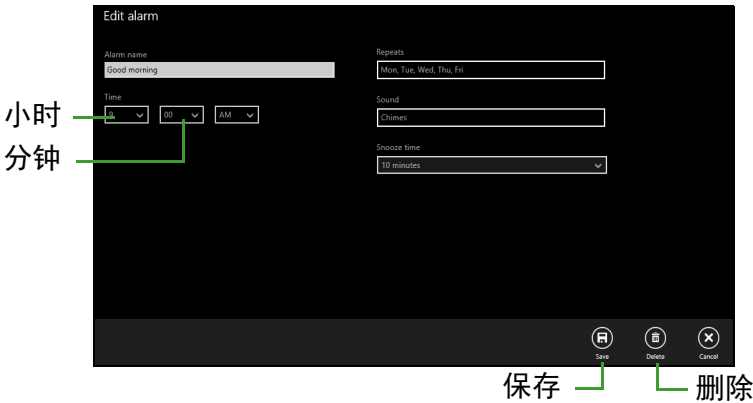 Edit alarm
Alarm name
Good morning
Time
00
AM
小时
分钟
Repeats
Mon, Tue, Wed, Thu, Fri
Sound
Chimes
Snooze time
10 minutes
Save
Delete
Cancel
保存
删除